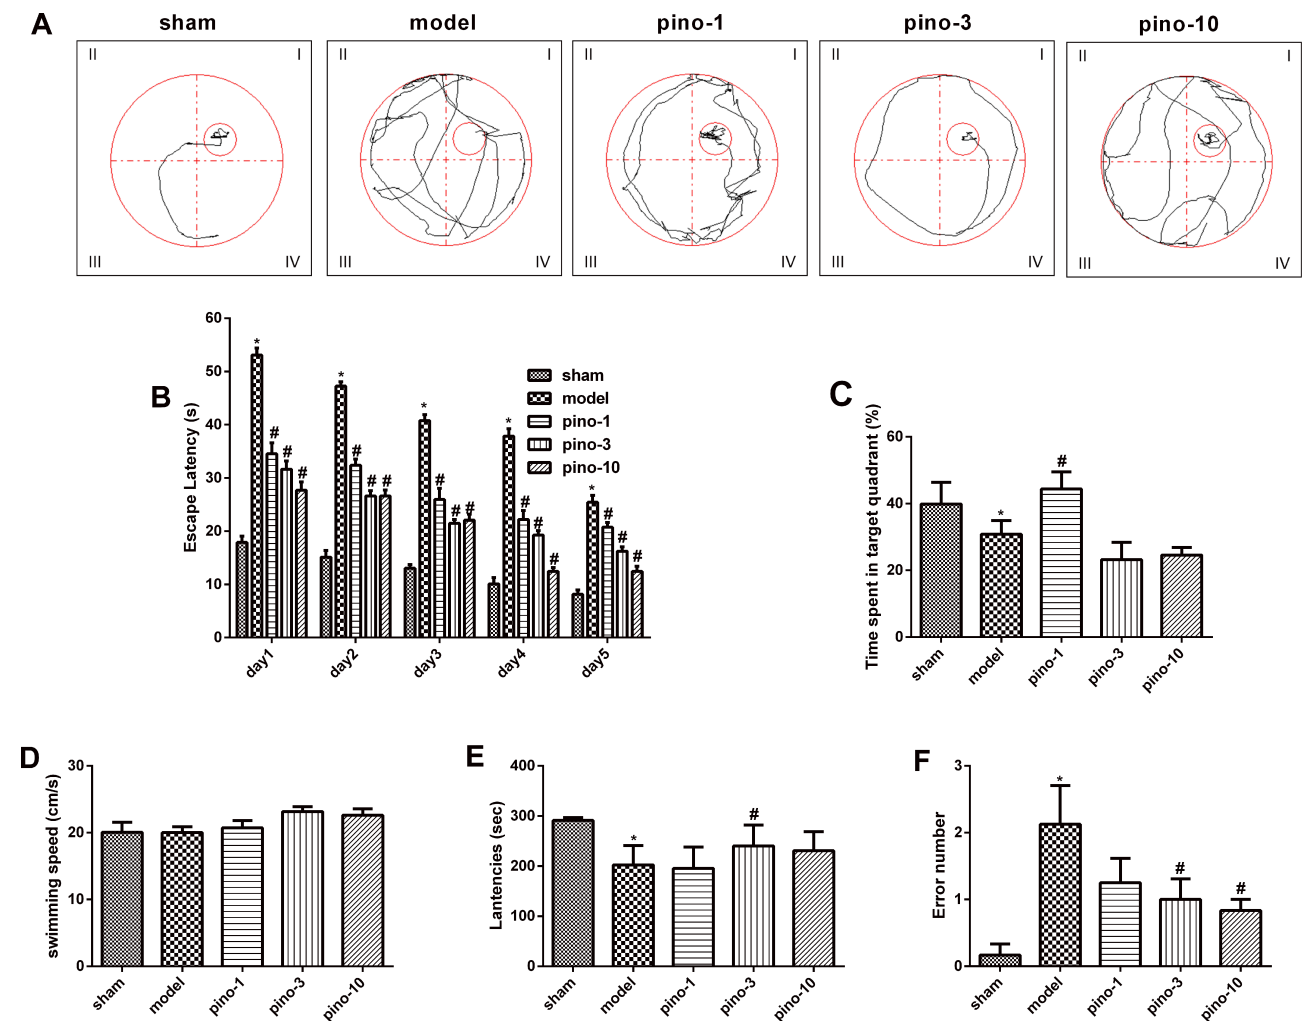 A
sham
model
pino-1
pino-3
pino-10
II
I
II
I
II
I
II
I
II
I
III
IV
III
IV
III
IV
III
IV
III
IV
B
Escape Latency (s)
60
50
40
30
20
10
0
*
#
#
#
*
#
#
#
*
#
#
#
*
#
#
#
*
#
#
#
day1
day2
day3
day4
day5
sham
model
pino-1
pino-3
pino-10
C
Time spent in target quadrant (%)
60
40
20
0
*
#
sham
model
pino-1
pino-3
pino-10
D
swimming speed (cm/s)
30
20
10
0
sham
model
pino-1
pino-3
pino-10
E
Lantencies (sec)
400
300
200
100
0
*
#
sham
model
pino-1
pino-3
pino-10
F
Error number
3
2
1
0
*
#
#
sham
model
pino-1
pino-3
pino-10